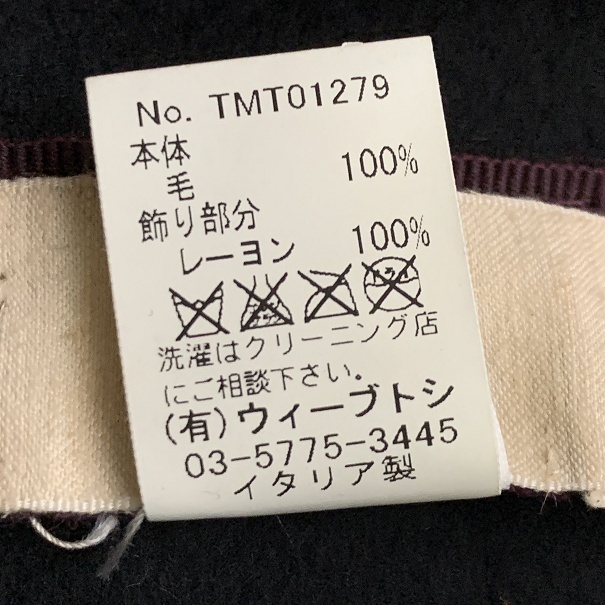 No. TMT01279
本体
毛 100%
飾り部分
レーヨン 100%
洗濯はクリーニング店
にご相談下さい.
(有)ウィーブトシ
03-5775-3445
イタリア製